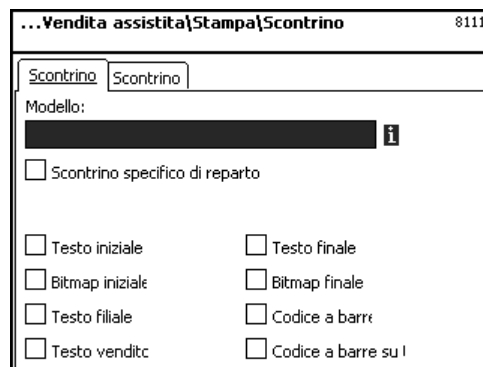 ...Vendita assistita\Stampa\Scontrino 8111
Scontrino Scontrino
Modello:
i
Scontrino specifico di reparto
Testo iniziale Testo finale
Bitmap iniziale Bitmap finale
Testo filiale Codice a barre
Testo vendito Codice a barre su